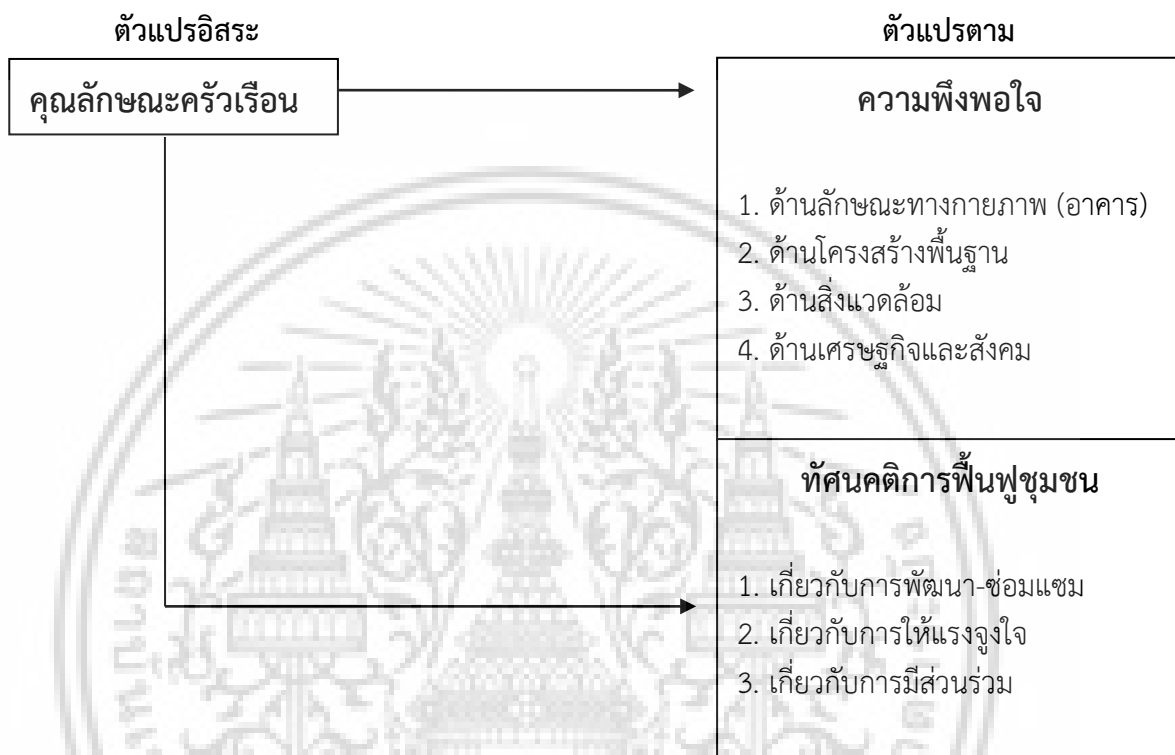 ตัวแปรอิสระ
ตัวแปรตาม
คุณลักษณะครัวเรือน
ความพึงพอใจ
1. ด้านลักษณะทางกายภาพ (อาคาร)
2. ด้านโครงสร้างพื้นฐาน
3. ด้านสิ่งแวดล้อม
4. ด้านเศรษฐกิจและสังคม
ทัศนคติการฟื้นฟูชุมชน
1. เกี่ยวกับการพัฒนา-ซ่อมแซม
2. เกี่ยวกับการให้แรงจูงใจ
3. เกี่ยวกับการมีส่วนร่วม